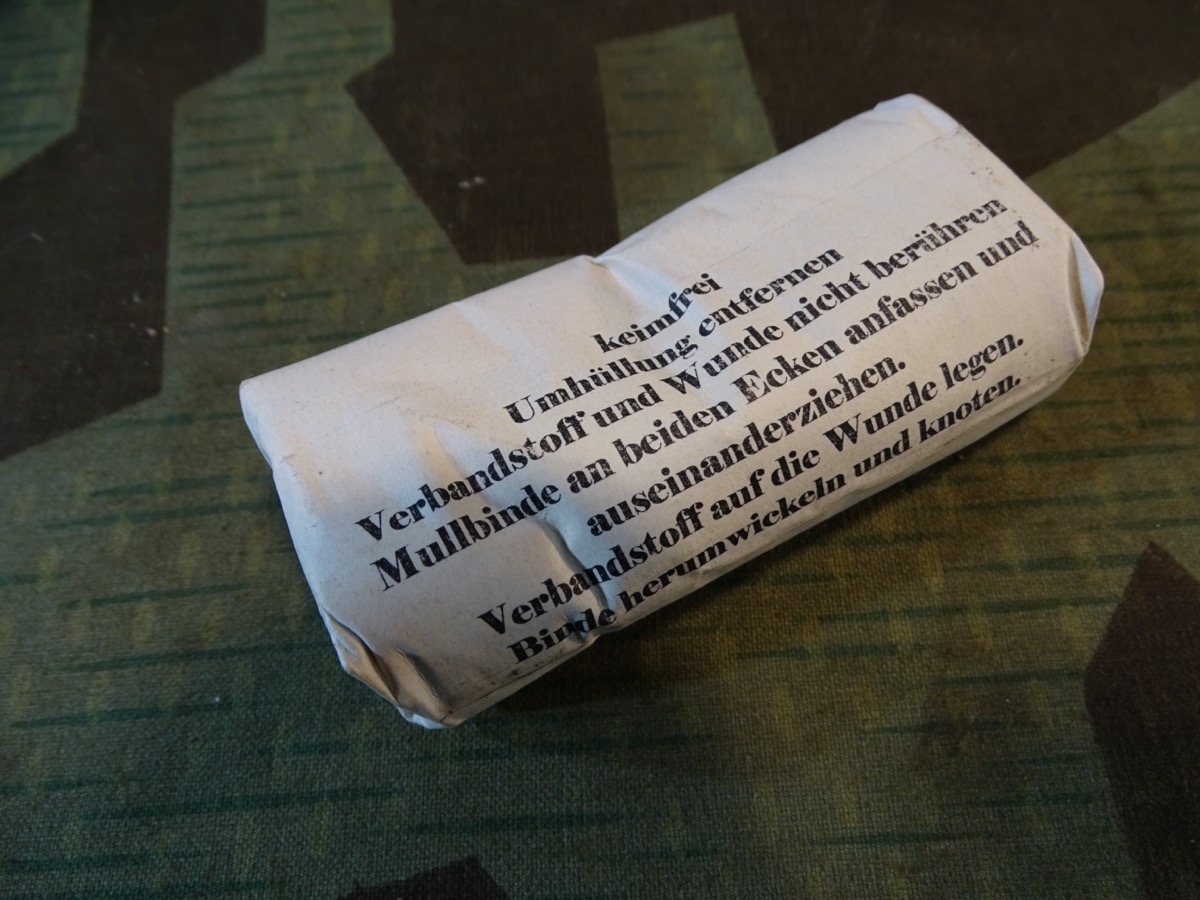 keimfrei
Umhüllung entfernen
Verbandstoff und Wunde nicht berühren
Mullbinde an beiden Ecken anfassen und
auseinanderziehen.
Verbandstoff auf die Wunde legen.
Binde herumwickeln und knoten.